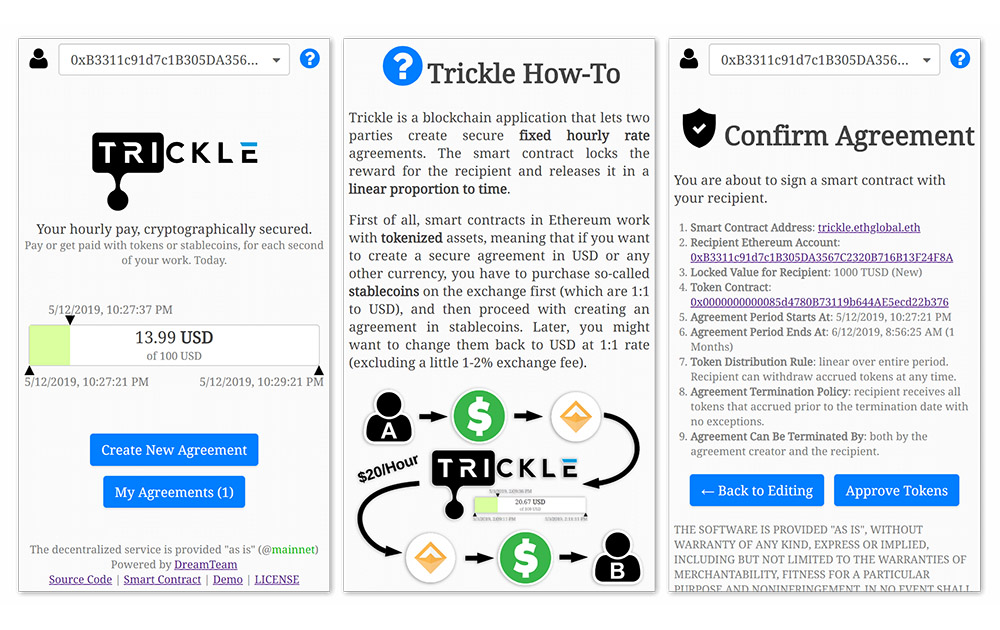 0xB3311c91d7c1B305DA356...
?
TRICKLE
Your hourly pay, cryptographically secured.
Pay or get paid with tokens or stablecoins, for each second
of your work. Today.
5/12/2019, 10:27:37 PM
13.99 USD
of 100 USD
5/12/2019, 10:27:21 PM 5/12/2019, 10:29:21 PM
Create New Agreement
My Agreements (1)
The decentralized service is provided "as is" (@mainnet)
Powered by DreamTeam
Source Code | Smart Contract | Demo | LICENSE
? Trickle How-To
Trickle is a blockchain application that lets two
parties create secure fixed hourly rate
agreements. The smart contract locks the
reward for the recipient and releases it in a
linear proportion to time.
First of all, smart contracts in Ethereum work
with tokenized assets, meaning that if you want
to create a secure agreement in USD or any
other currency, you have to purchase so-called
stablecoins on the exchange first (which are 1:1
to USD), and then proceed with creating an
agreement in stablecoins. Later, you might
want to change them back to USD at 1:1 rate
(excluding a little 1-2% exchange fee).
A $
$20/Hour
TRICKLE
20.67 USD
$ B
0xB3311c91d7c1B305DA356...
?
Confirm Agreement
You are about to sign a smart contract with
your recipient.
1. Smart Contract Address: trickle.ethglobal.eth
2. Recipient Ethereum Account:
0xB3311c91d7c1B305DA3567C2320B716B13F24F8A
3. Locked Value for Recipient: 1000 TUSD (New)
4. Token Contract:
0x0000000000085d4780B73119b644AE5ecd22b376
5. Agreement Period Starts At: 5/12/2019, 10:27:21 PM
6. Agreement Period Ends At: 6/12/2019, 8:56:25 AM (1
Months)
7. Token Distribution Rule: linear over entire period.
Recipient can withdraw accrued tokens at any time.
8. Agreement Termination Policy: recipient receives all
tokens that accrued prior to the termination date with
no exceptions.
9. Agreement Can Be Terminated By: both by the
agreement creator and the recipient.
← Back to Editing
Approve Tokens
THE SOFTWARE IS PROVIDED "AS IS", WITHOUT
WARRANTY OF ANY KIND, EXPRESS OR IMPLIED,
INCLUDING BUT NOT LIMITED TO THE WARRANTIES OF
MERCHANTABILITY, FITNESS FOR A PARTICULAR
PURPOSE AND NONINFRINGEMENT. IN NO EVENT SHALL